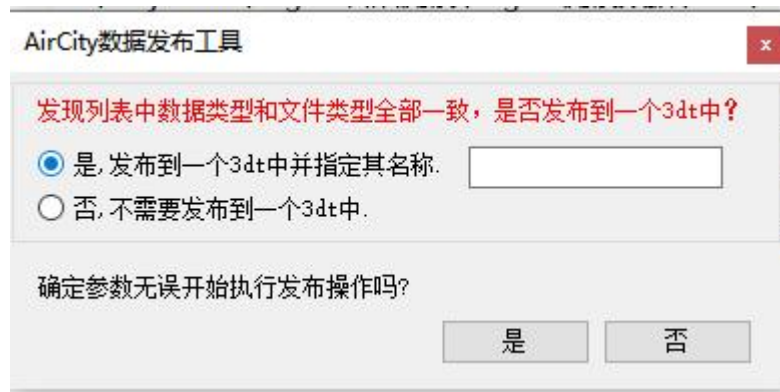 AirCity数据发布工具
发现列表中数据类型和文件类型全部一致，是否发布到一个3dt中？
是,发布到一个3dt中并指定其名称.
否,不需要发布到一个3dt中.
确定参数无误开始执行发布操作吗?
是 否